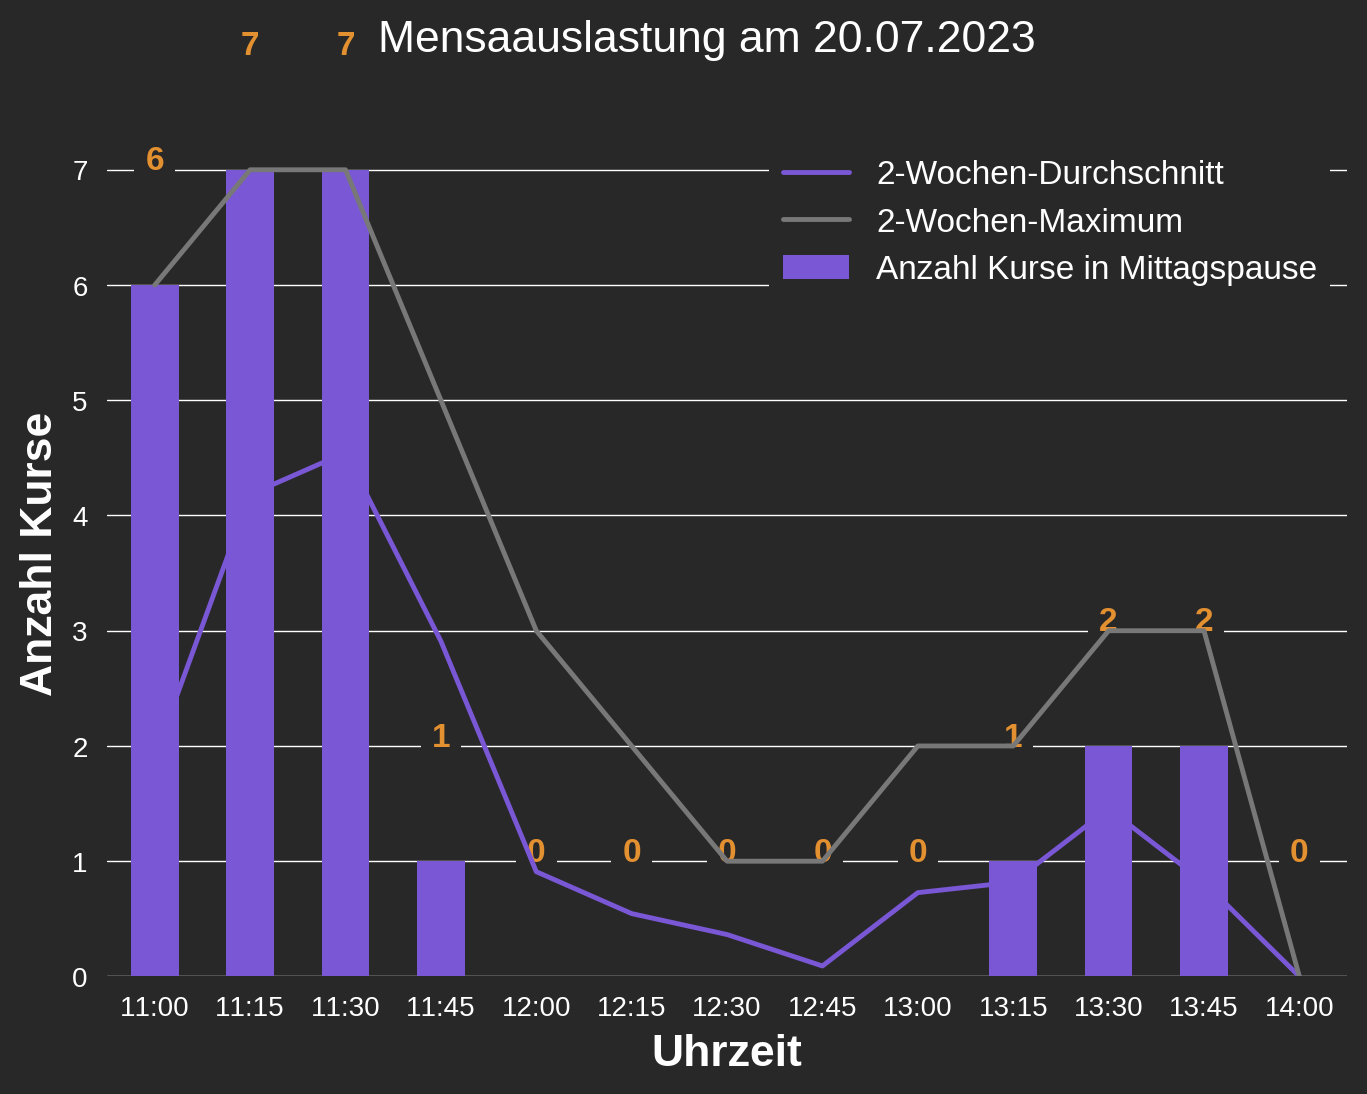 Mensaauslastung am 20.07.2023
7 7
6
2-Wochen-Durchschnitt
2-Wochen-Maximum
Anzahl Kurse in Mittagspause
7
6
5
4
3
2
1
0
Anzahl Kurse
2 2
1 1
0 0 0 0 0 0
11:00 11:15 11:30 11:45 12:00 12:15 12:30 12:45 13:00 13:15 13:30 13:45 14:00
Uhrzeit